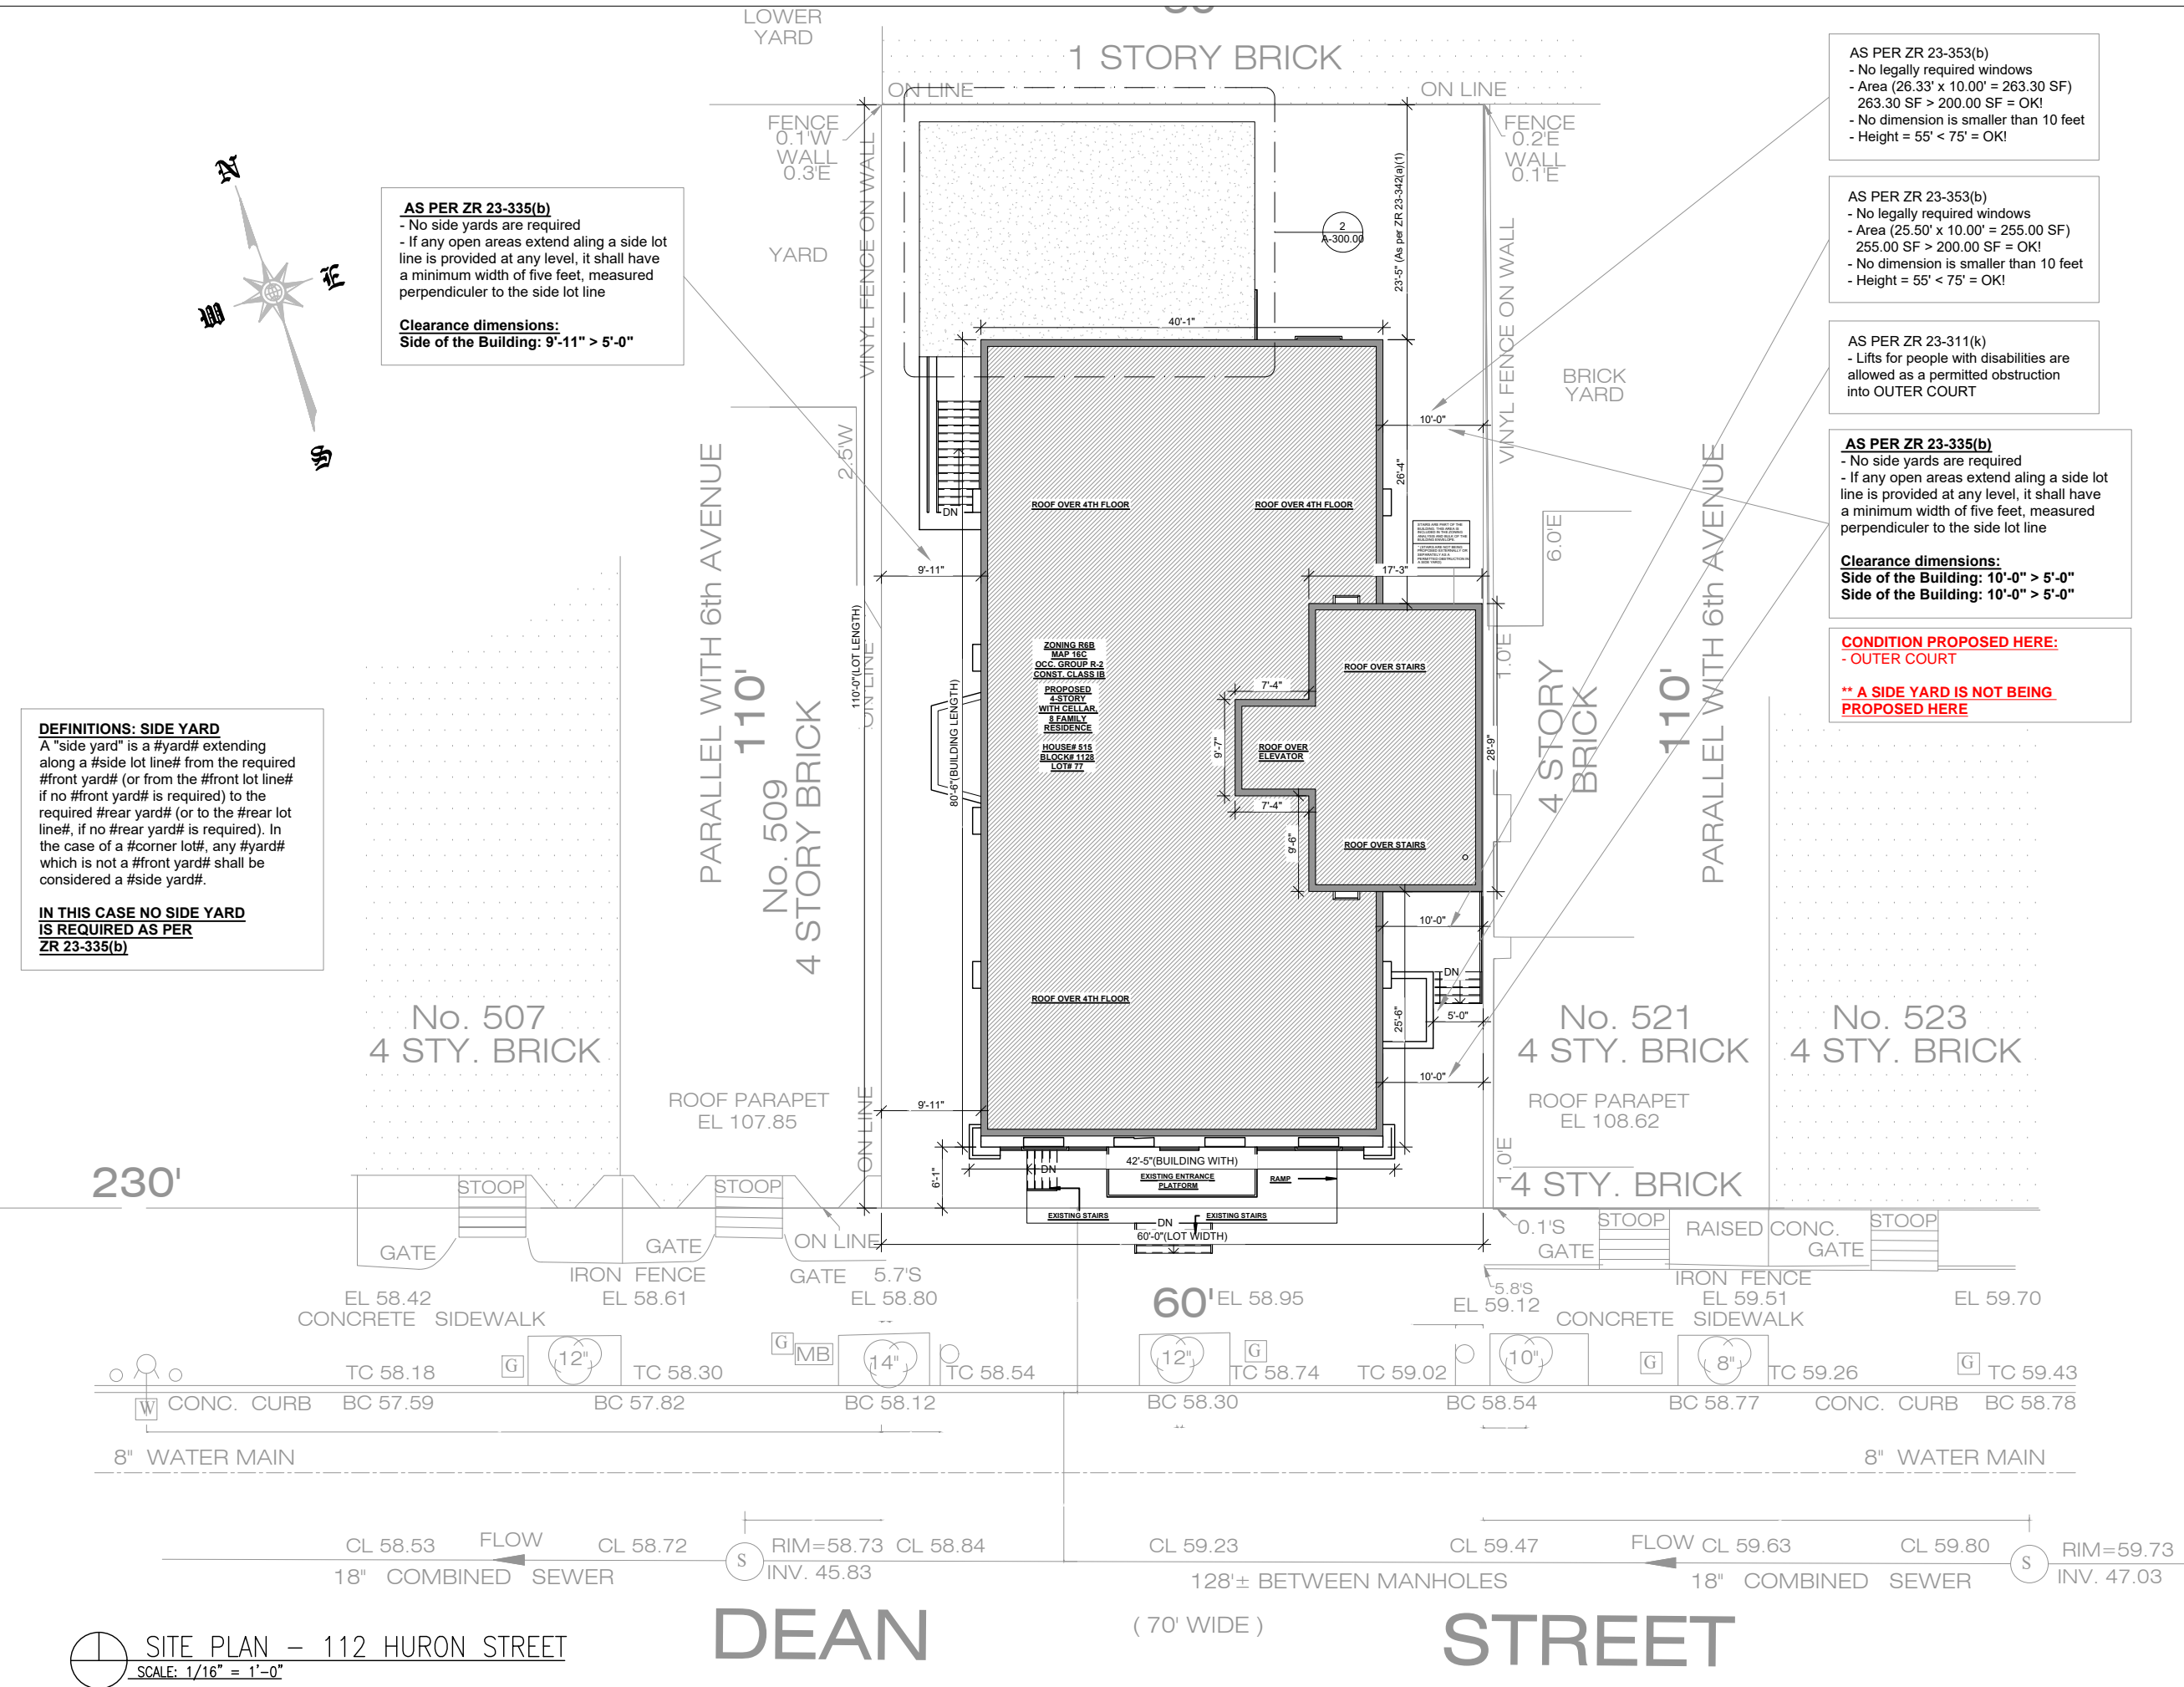 LOWER
YARD
1 STORY BRICK
ON LINE
ON LINE
FENCE
0.1'W
WALL
0.3'E
FENCE
0.2'E
WALL
0.1'E
AS PER ZR 23-353(b)
- No legally required windows
- Area (26.33' x 10.00' = 263.30 SF)
263.30 SF > 200.00 SF = OK!
- No dimension is smaller than 10 feet
- Height = 55' < 75' = OK!
N
E
W
S
AS PER ZR 23-335(b)
- No side yards are required
- If any open areas extend aling a side lot
line is provided at any level, it shall have
a minimum width of five feet, measured
perpendiculer to the side lot line
Clearance dimensions:
Side of the Building: 9'-11" > 5'-0"
YARD
VINYL FENCE ON WALL
2
A-300.00
23'-5" (As per ZR 23-342(a)(1)
VINYL FENCE ON WALL
AS PER ZR 23-353(b)
- No legally required windows
- Area (25.50' x 10.00' = 255.00 SF)
255.00 SF > 200.00 SF = OK!
- No dimension is smaller than 10 feet
- Height = 55' < 75' = OK!
40'-1"
AS PER ZR 23-311(k)
- Lifts for people with disabilities are
allowed as a permitted obstruction
into OUTER COURT
BRICK
YARD
10'-0"
2.5'W
26'-4"
AS PER ZR 23-335(b)
- No side yards are required
- If any open areas extend aling a side lot
line is provided at any level, it shall have
a minimum width of five feet, measured
perpendiculer to the side lot line
Clearance dimensions:
Side of the Building: 10'-0" > 5'-0"
Side of the Building: 10'-0" > 5'-0"
DN
ROOF OVER 4TH FLOOR
ROOF OVER 4TH FLOOR
6.0'E
9'-11"
17'-3"
PARALLEL WITH 6th AVENUE
110'
No. 509
4 STORY BRICK
110'-0"(LOT LENGTH)
ON LINE
80'-6"(BUILDING LENGTH)
ZONING R6B
MAP 16C
OCC. GROUP R-2
CONST. CLASS IB
PROPOSED
4-STORY
WITH CELLAR,
8 FAMILY
RESIDENCE
HOUSE# 515
BLOCK# 1128
LOT# 77
ROOF OVER STAIRS
7'-4"
9'-7"
ROOF OVER
ELEVATOR
7'-4"
9'-6"
ROOF OVER STAIRS
28'-9"
1.0'E
4 STORY
BRICK
110'
PARALLEL WITH 6th AVENUE
CONDITION PROPOSED HERE:
- OUTER COURT
** A SIDE YARD IS NOT BEING
PROPOSED HERE
DEFINITIONS: SIDE YARD
A "side yard" is a #yard# extending
along a #side lot line# from the required
#front yard# (or from the #front lot line#
if no #front yard# is required) to the
required #rear yard# (or to the #rear lot
line#, if no #rear yard# is required). In
the case of a #corner lot#, any #yard#
which is not a #front yard# shall be
considered a #side yard#.
IN THIS CASE NO SIDE YARD
IS REQUIRED AS PER
ZR 23-335(b)
10'-0"
DN
ROOF OVER 4TH FLOOR
25'-6"
5'-0"
10'-0"
No. 507
4 STY. BRICK
No. 521
4 STY. BRICK
No. 523
4 STY. BRICK
ROOF PARAPET
EL 107.85
ON LINE
9'-11"
ROOF PARAPET
EL 108.62
1.0'E
230'
6'-1"
DN
42'-5"(BUILDING WITH)
EXISTING ENTRANCE
PLATFORM
RAMP
EXISTING STAIRS
EXISTING STAIRS
DN
60'-0"(LOT WIDTH)
4 STY. BRICK
STOOP
STOOP
GATE
GATE
ON LINE
0.1'S
STOOP
RAISED CONC.
STOOP
GATE
GATE
IRON FENCE
GATE
5.7'S
5.8'S
IRON FENCE
EL 58.42
EL 58.61
EL 58.80
60'
EL 58.95
EL 59.12
EL 59.51
EL 59.70
CONCRETE SIDEWALK
CONCRETE SIDEWALK
G
12"
G
MB
14"
12"
G
10"
G
8"
G
TC 58.18
TC 58.30
TC 58.54
TC 58.74
TC 59.02
TC 59.26
TC 59.43
W
CONC. CURB
BC 57.59
BC 57.82
BC 58.12
BC 58.30
BC 58.54
BC 58.77
CONC. CURB
BC 58.78
8" WATER MAIN
8" WATER MAIN
CL 58.53
FLOW
CL 58.72
S
RIM=58.73
CL 58.84
CL 59.23
CL 59.47
FLOW
CL 59.63
CL 59.80
S
RIM=59.73
18" COMBINED SEWER
INV. 45.83
128'± BETWEEN MANHOLES
18" COMBINED SEWER
INV. 47.03
DEAN
( 70' WIDE )
STREET
SITE PLAN – 112 HURON STREET
SCALE: 1/16" = 1'-0"